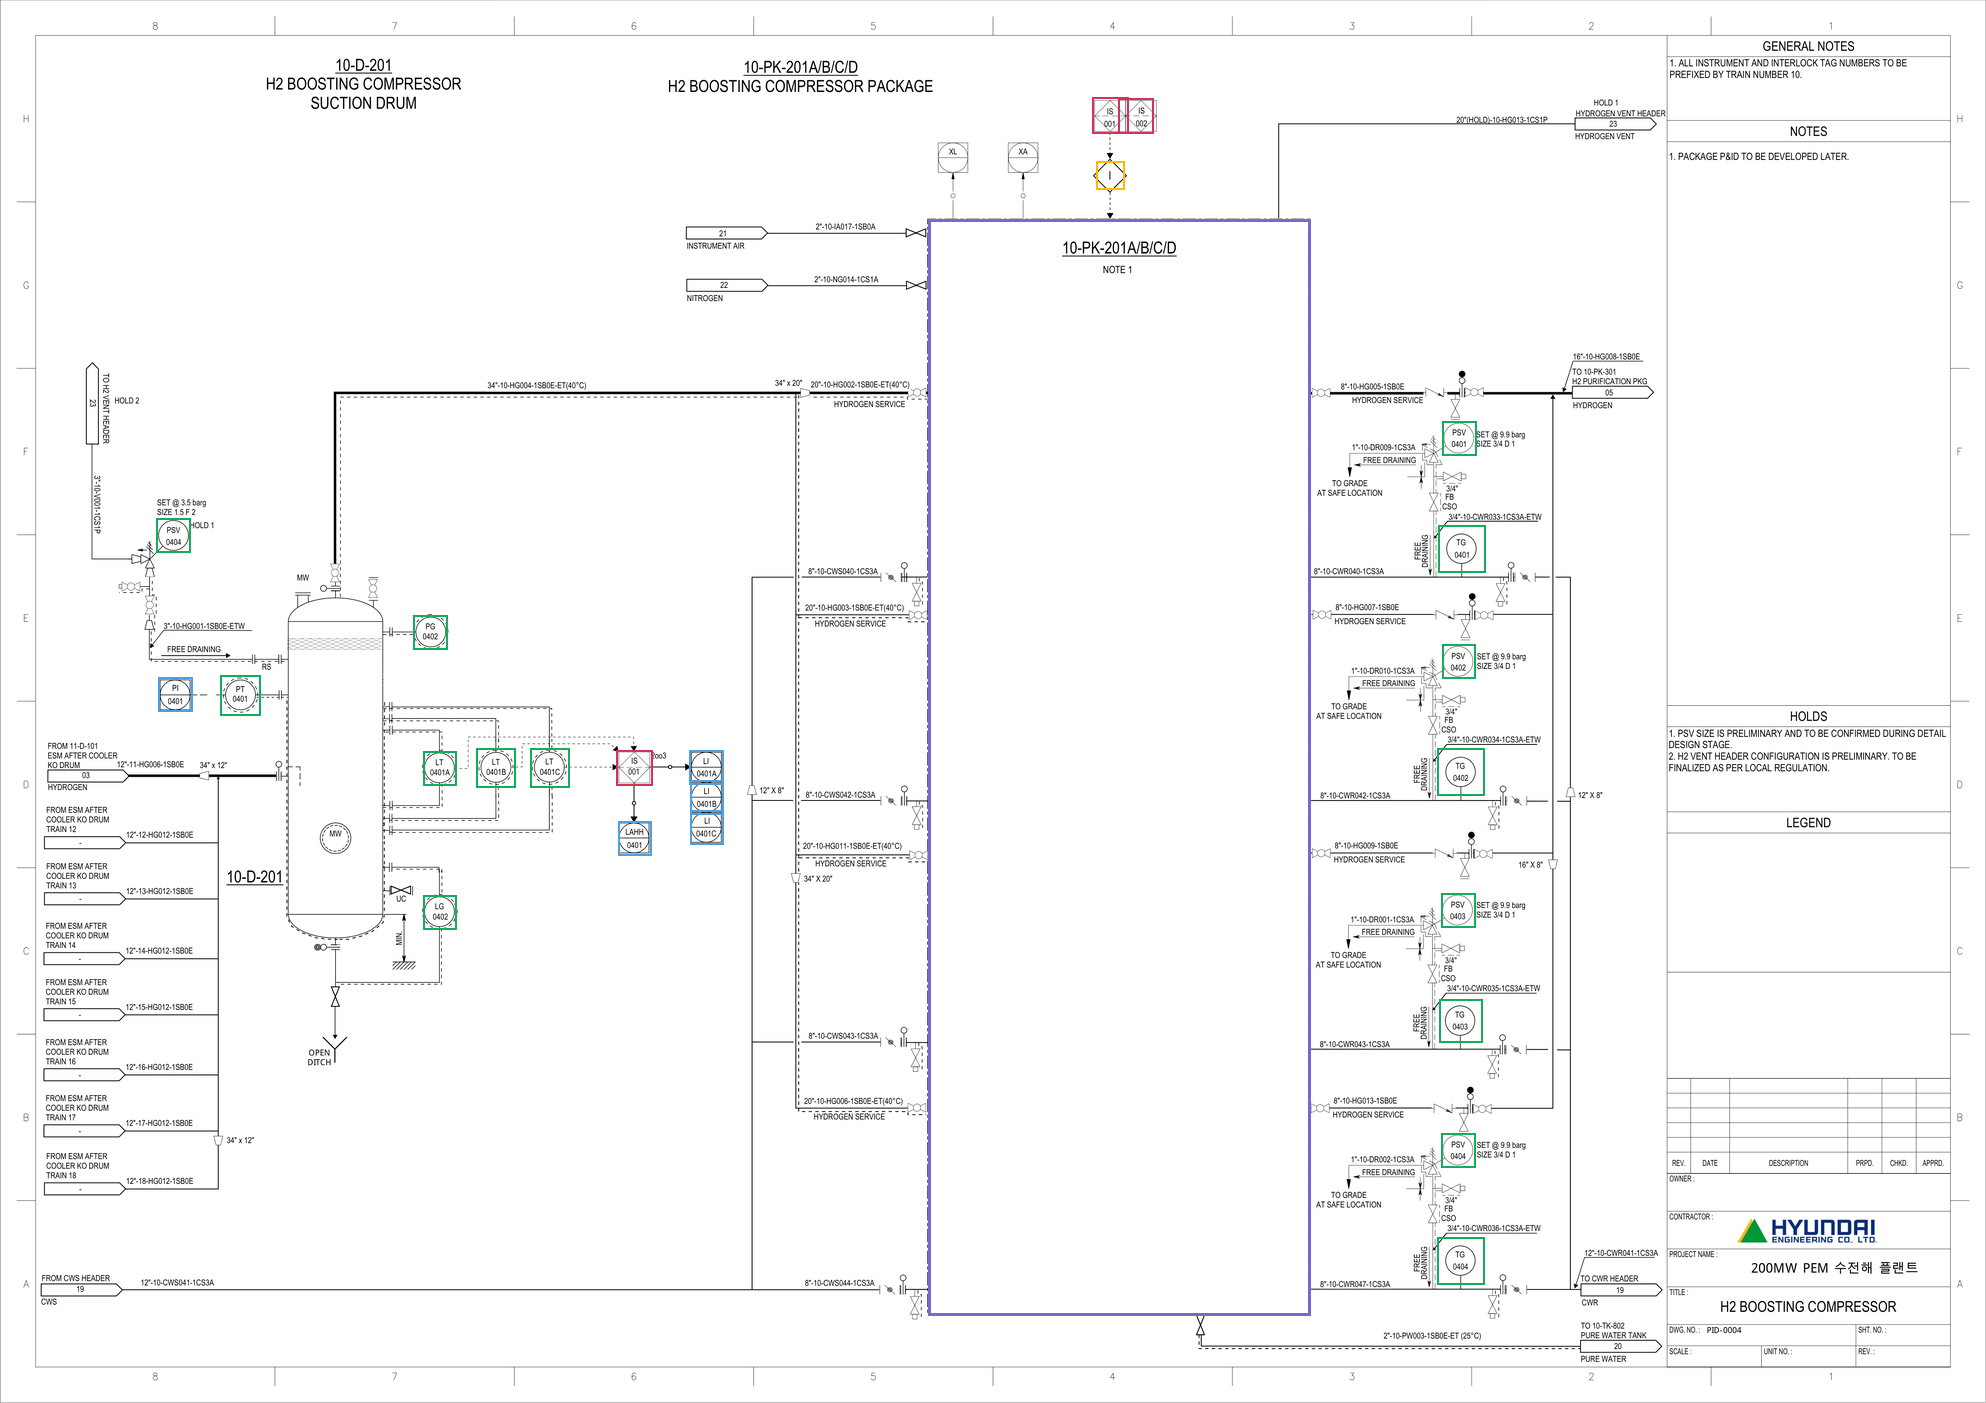 8 7 6 5 4 3 2 1
10-D-201
H2 BOOSTING COMPRESSOR
SUCTION DRUM
10-PK-201A/B/C/D
H2 BOOSTING COMPRESSOR PACKAGE
GENERAL NOTES
1. ALL INSTRUMENT AND INTERLOCK TAG NUMBERS TO BE
PREFIXED BY TRAIN NUMBER 10.
NOTES
1. PACKAGE P&ID TO BE DEVELOPED LATER.
HOLDS
1. PSV SIZE IS PRELIMINARY AND TO BE CONFIRMED DURING DETAIL
DESIGN STAGE.
2. H2 VENT HEADER CONFIGURATION IS PRELIMINARY. TO BE
FINALIZED AS PER LOCAL REGULATION.
LEGEND
H
G
F
E
D
C
B
A
H
G
F
E
D
C
B
A
IS
001
IS
002
I
XL
XA
20"(HOLD)-10-HG013-1CS1P
HOLD 1
HYDROGEN VENT HEADER
23
HYDROGEN VENT
21
INSTRUMENT AIR
2"-10-IA017-1SB0A
22
NITROGEN
2"-10-NG014-1CS1A
10-PK-201A/B/C/D
NOTE 1
TO H2 VENT HEADER
23
HOLD 2
3"-10-V001-1CS1P
SET @ 3.5 barg
SIZE 1.5 F 2
HOLD 1
PSV
0404
3"-10-HG001-1SB0E-ETW
FREE DRAINING
RS
MW
PG
0402
PI
0401
PT
0401
34"-10-HG004-1SB0E-ET(40°C)
34" x 20"
20"-10-HG002-1SB0E-ET(40°C)
HYDROGEN SERVICE
FROM 11-D-101
ESM AFTER COOLER
KO DRUM
03
HYDROGEN
12"-11-HG006-1SB0E
34" x 12"
FROM ESM AFTER
COOLER KO DRUM
TRAIN 12
-
12"-12-HG012-1SB0E
FROM ESM AFTER
COOLER KO DRUM
TRAIN 13
-
12"-13-HG012-1SB0E
FROM ESM AFTER
COOLER KO DRUM
TRAIN 14
-
12"-14-HG012-1SB0E
FROM ESM AFTER
COOLER KO DRUM
TRAIN 15
-
12"-15-HG012-1SB0E
FROM ESM AFTER
COOLER KO DRUM
TRAIN 16
-
12"-16-HG012-1SB0E
FROM ESM AFTER
COOLER KO DRUM
TRAIN 17
-
12"-17-HG012-1SB0E
34" x 12"
FROM ESM AFTER
COOLER KO DRUM
TRAIN 18
-
12"-18-HG012-1SB0E
LT
0401A
LT
0401B
LT
0401C
IS
001
2oo3
LI
0401A
LI
0401B
LI
0401C
LAHH
0401
MW
10-D-201
UC
LG
0402
MIN.
OPEN
DITCH
12" X 8"
34" X 20"
8"-10-CWS040-1CS3A
20"-10-HG003-1SB0E-ET(40°C)
HYDROGEN SERVICE
8"-10-CWS042-1CS3A
20"-10-HG011-1SB0E-ET(40°C)
HYDROGEN SERVICE
8"-10-CWS043-1CS3A
20"-10-HG006-1SB0E-ET(40°C)
HYDROGEN SERVICE
8"-10-CWS044-1CS3A
FROM CWS HEADER
19
CWS
12"-10-CWS041-1CS3A
16"-10-HG008-1SB0E
TO 10-PK-301
H2 PURIFICATION PKG
05
HYDROGEN
8"-10-HG005-1SB0E
HYDROGEN SERVICE
PSV
0401
SET @ 9.9 barg
SIZE 3/4 D 1
1"-10-DR009-1CS3A
FREE DRAINING
TO GRADE
AT SAFE LOCATION
3/4"
FB
CSO
3/4"-10-CWR033-1CS3A-ETW
FREE
DRAINING
TG
0401
8"-10-CWR040-1CS3A
8"-10-HG007-1SB0E
HYDROGEN SERVICE
PSV
0402
SET @ 9.9 barg
SIZE 3/4 D 1
1"-10-DR010-1CS3A
FREE DRAINING
TO GRADE
AT SAFE LOCATION
3/4"
FB
CSO
3/4"-10-CWR034-1CS3A-ETW
FREE
DRAINING
TG
0402
8"-10-CWR042-1CS3A
12" X 8"
8"-10-HG009-1SB0E
HYDROGEN SERVICE
16" X 8"
PSV
0403
SET @ 9.9 barg
SIZE 3/4 D 1
1"-10-DR001-1CS3A
FREE DRAINING
TO GRADE
AT SAFE LOCATION
3/4"
FB
CSO
3/4"-10-CWR035-1CS3A-ETW
FREE
DRAINING
TG
0403
8"-10-CWR043-1CS3A
8"-10-HG013-1SB0E
HYDROGEN SERVICE
PSV
0404
SET @ 9.9 barg
SIZE 3/4 D 1
1"-10-DR002-1CS3A
FREE DRAINING
TO GRADE
AT SAFE LOCATION
3/4"
FB
CSO
3/4"-10-CWR036-1CS3A-ETW
FREE
DRAINING
TG
0404
8"-10-CWR047-1CS3A
12"-10-CWR041-1CS3A
TO CWR HEADER
19
CWR
2"-10-PW003-1SB0E-ET (25°C)
TO 10-TK-802
PURE WATER TANK
20
PURE WATER
REV. DATE DESCRIPTION PRPD. CHKD. APPRD.
OWNER :
CONTRACTOR :
HYUNDAI
ENGINEERING CO., LTD.
PROJECT NAME :
200MW PEM 수전해 플랜트
TITLE :
H2 BOOSTING COMPRESSOR
DWG. NO. : PID-0004
SHT. NO. :
SCALE :
UNIT NO. :
REV. :
8 7 6 5 4 3 2 1